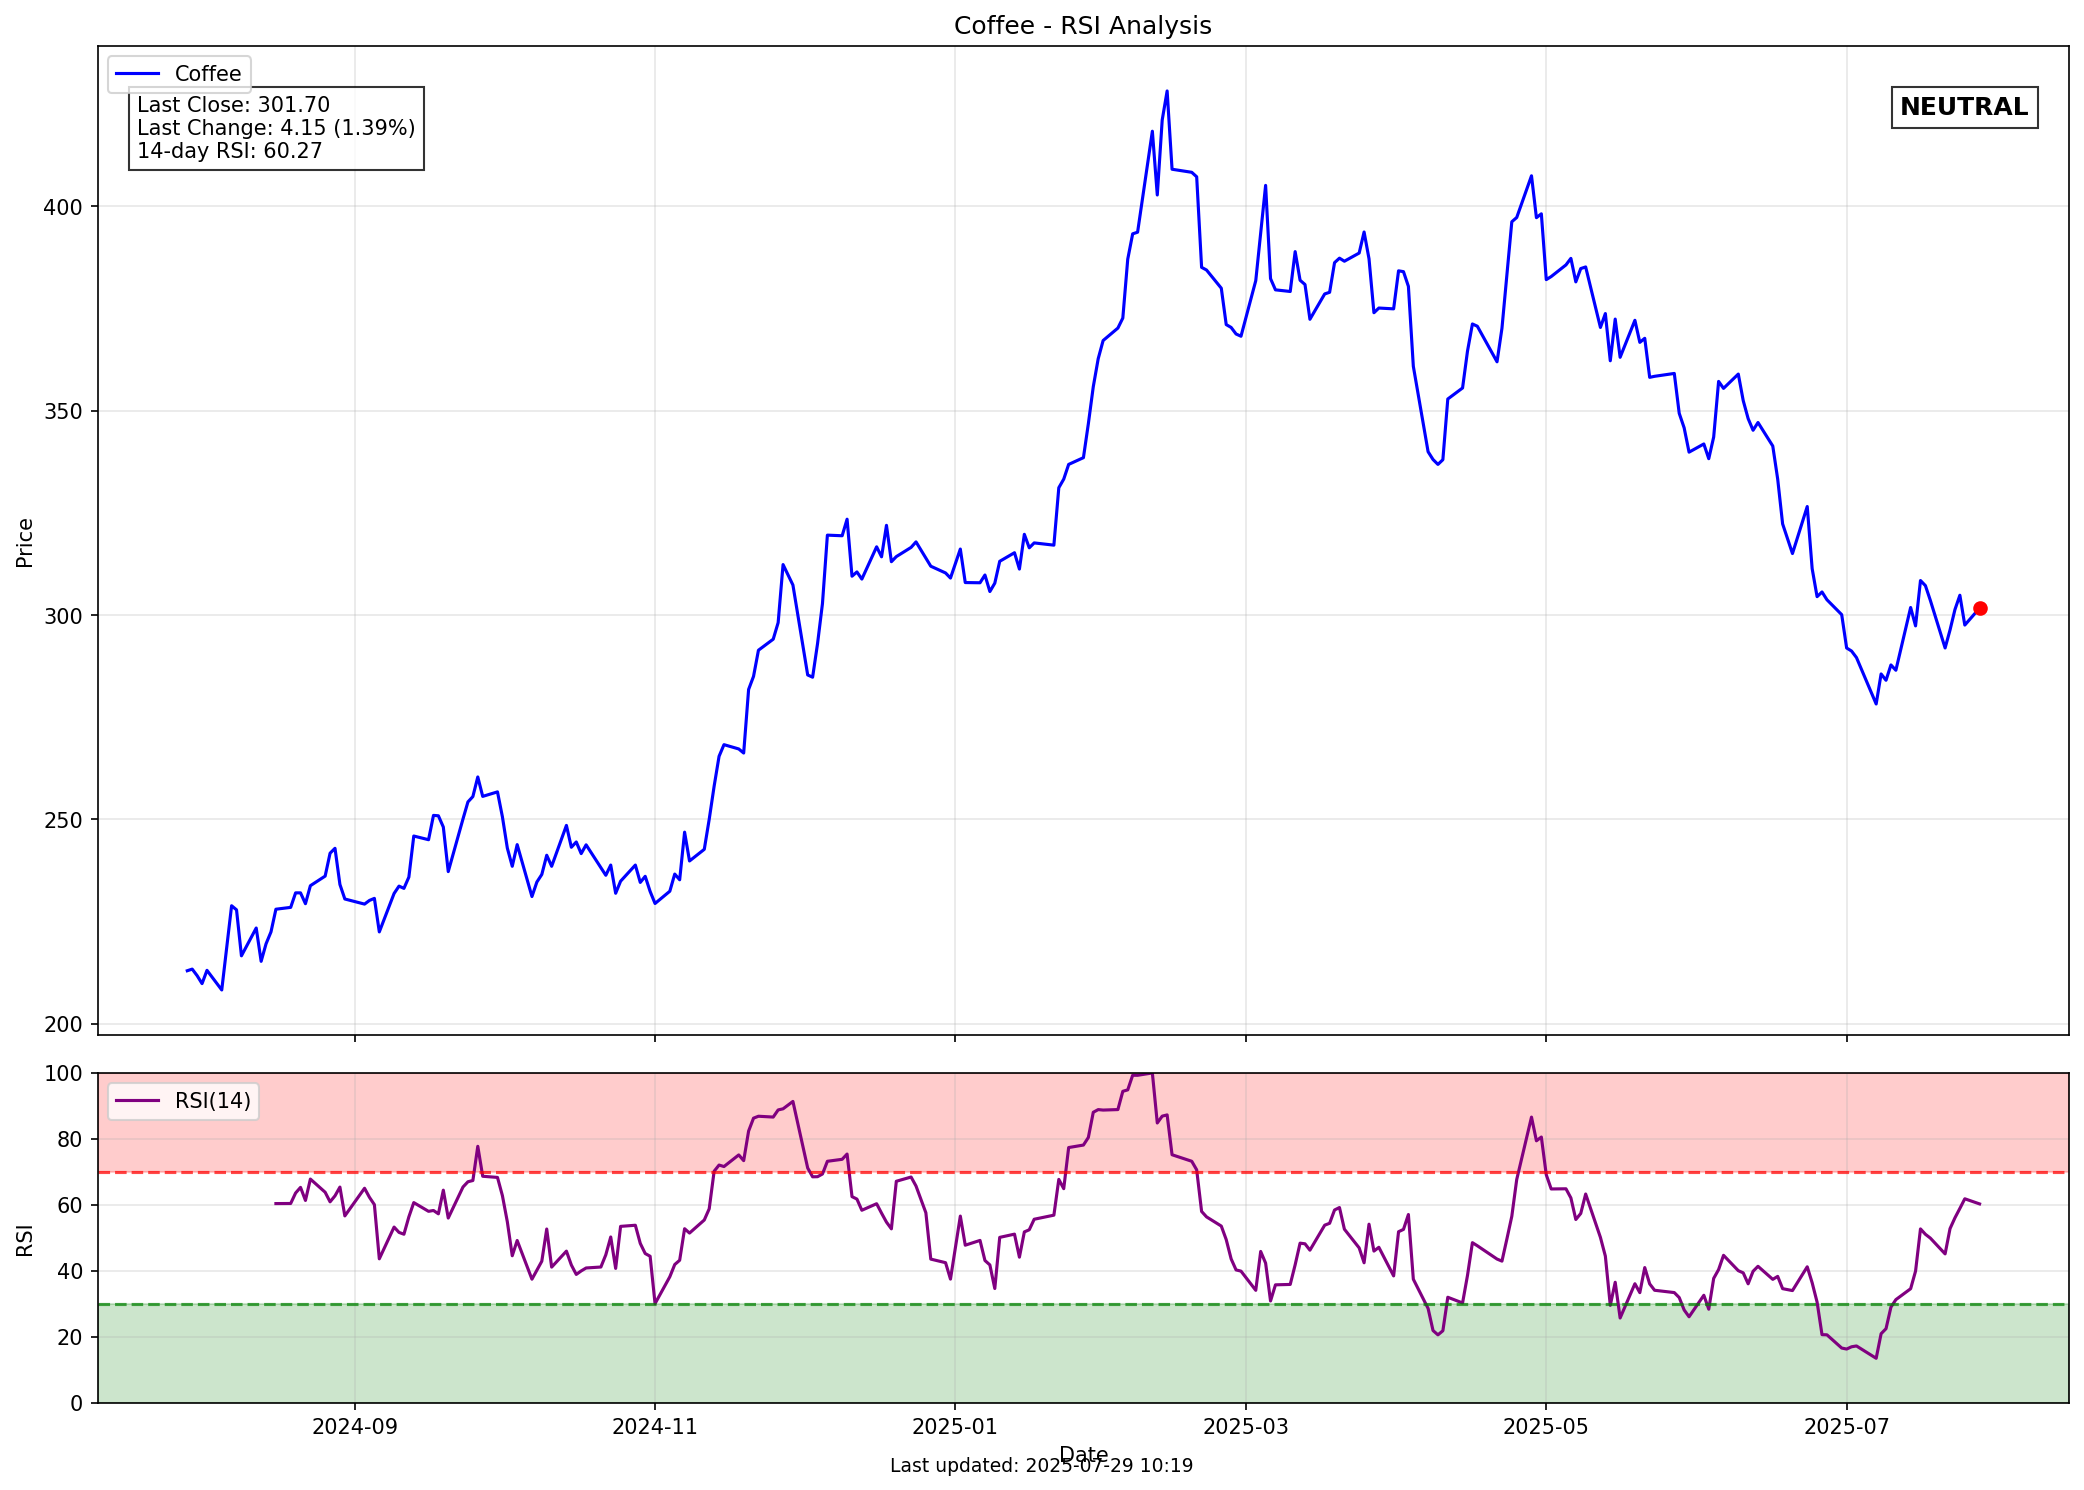 Coffee - RSI Analysis
Coffee
Last Close: 301.70
Last Change: 4.15 (1.39%)
14-day RSI: 60.27
NEUTRAL
Price
400
350
300
250
200
RSI(14)
RSI
100
80
60
40
20
0
2024-09 2024-11 2025-01 2025-03 2025-05 2025-07
Date
Last updated: 2025-07-29 10:19